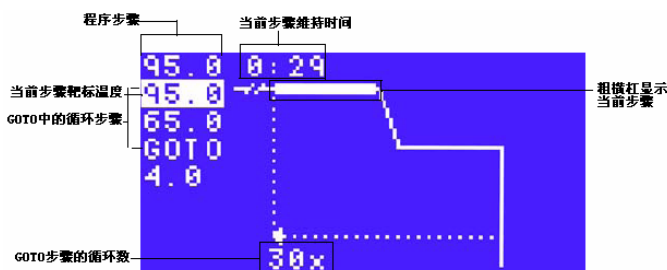 程序步骤
当前步骤维持时间
95.0 0:29
当前步骤靶标温度
95.0
粗横杠显示
当前步骤
GOTO中的循环步骤
65.0
GOTO
4.0
GOTO步骤的循环数
30x